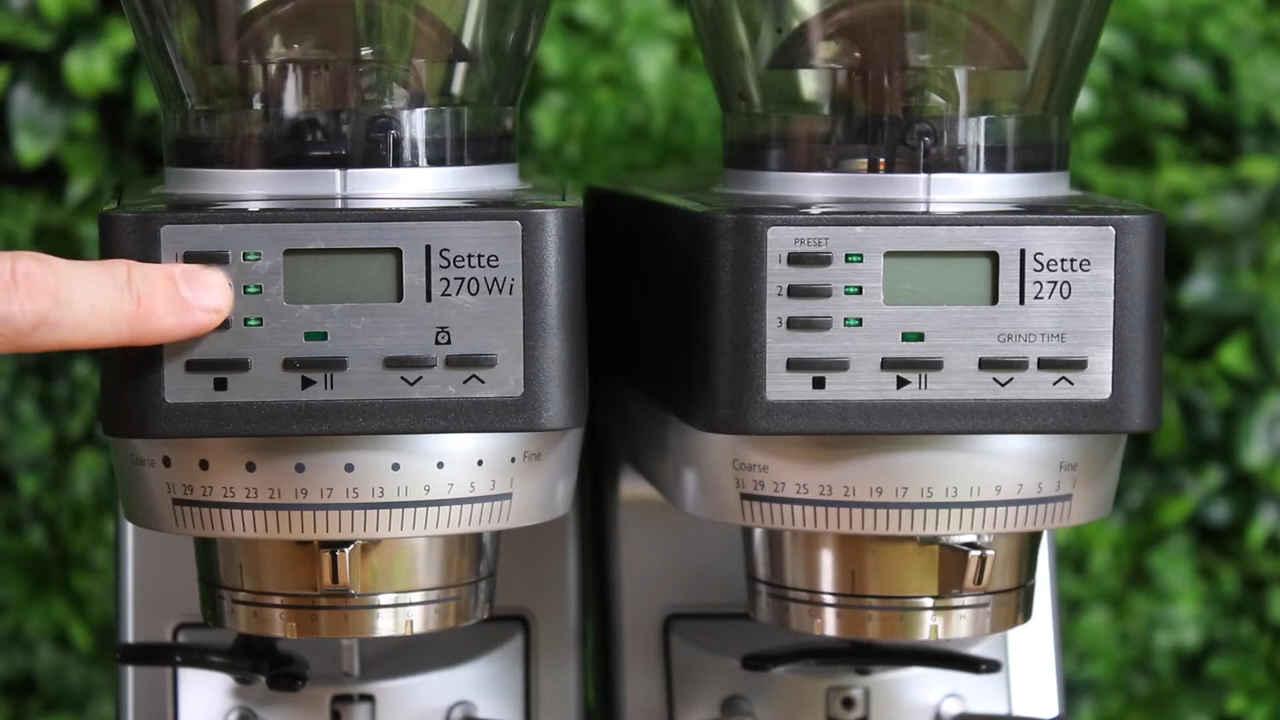 1
Sette
270Wi
Coarse
Fine
31 29 27 25 23 21 19 17 15 13 11 9 7 5 3 1
PRESET
1
2
3
Sette
270
GRIND TIME
Coarse
Fine
31 29 27 25 23 21 19 17 15 13 11 9 7 5 3 1
G
G H